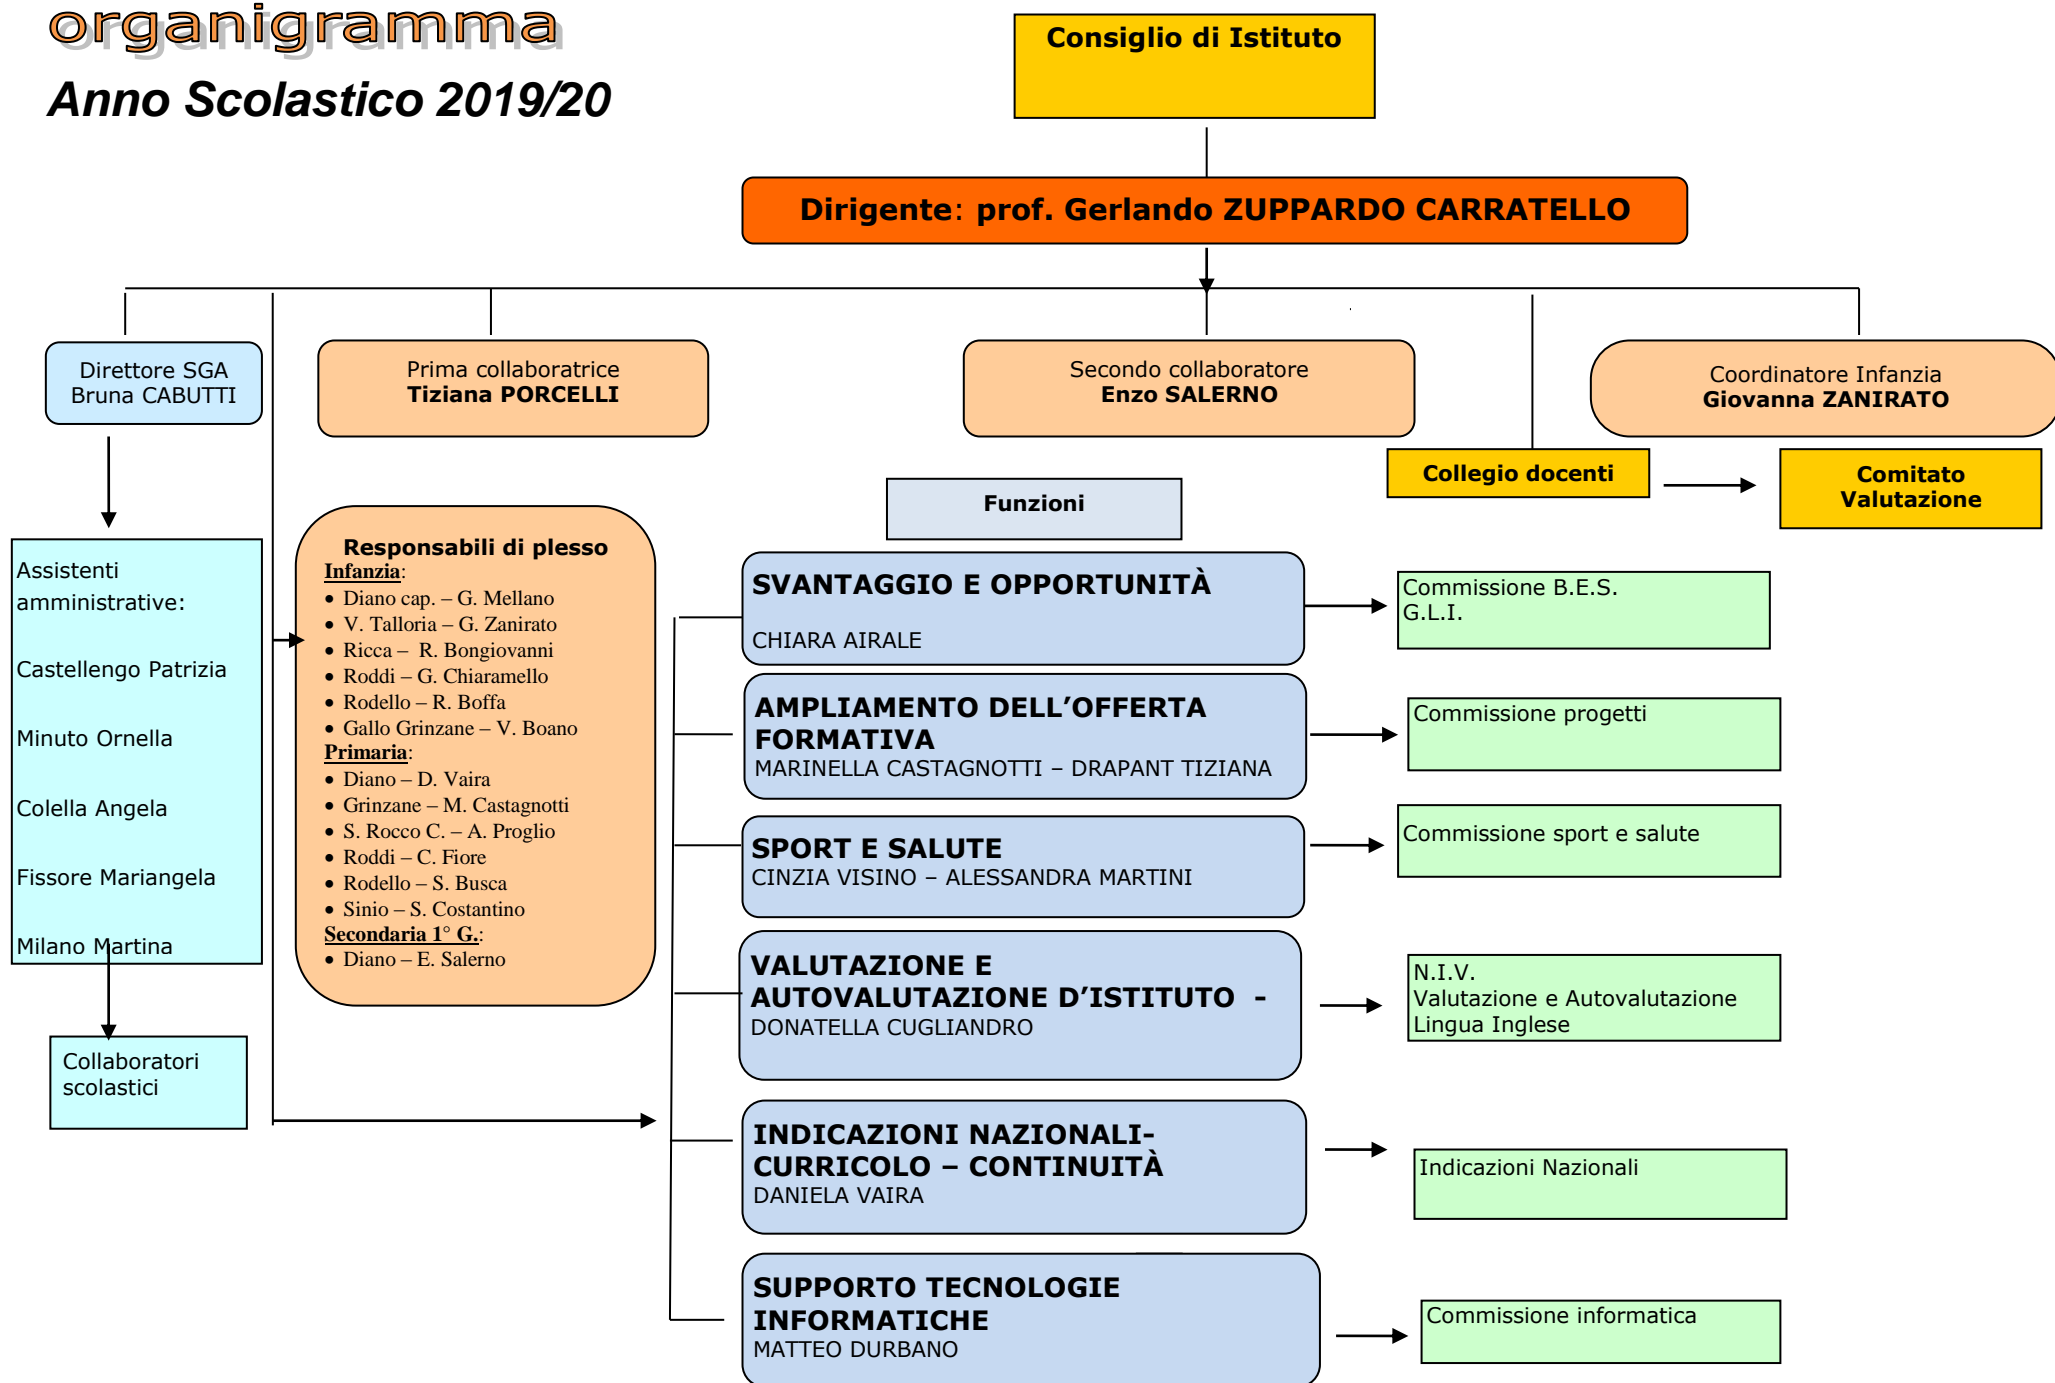 organigramma
Anno Scolastico 2019/20
Consiglio di Istituto
Dirigente: prof. Gerlando ZUPPARDO CARRATELLO
Direttore SGA
Bruna CABUTTI
Prima collaboratrice
Tiziana PORCELLI
Secondo collaboratore
Enzo SALERNO
Coordinatore Infanzia
Giovanna ZANIRATO
Collegio docenti
Comitato
Valutazione
Funzioni
Assistenti
amministrative:
Castellengo Patrizia
Minuto Ornella
Colella Angela
Fissore Mariangela
Milano Martina
Collaboratori
scolastici
Responsabili di plesso
Infanzia:
• Diano cap. – G. Mellano
• V. Talloria – G. Zanirato
• Ricca – R. Bongiovanni
• Roddi – G. Chiaramello
• Rodello – R. Boffa
• Gallo Grinzane – V. Boano
Primaria:
• Diano – D. Vaira
• Grinzane – M. Castagnotti
• S. Rocco C. – A. Proglio
• Roddi – C. Fiore
• Rodello – S. Busca
• Sinio – S. Costantino
Secondaria 1° G.:
• Diano – E. Salerno
SVANTAGGIO E OPPORTUNITÀ
CHIARA AIRALE
Commissione B.E.S.
G.L.I.
AMPLIAMENTO DELL’OFFERTA
FORMATIVA
MARINELLA CASTAGNOTTI – DRAPANT TIZIANA
Commissione progetti
SPORT E SALUTE
CINZIA VISINO – ALESSANDRA MARTINI
Commissione sport e salute
VALUTAZIONE E
AUTOVALUTAZIONE D’ISTITUTO -
DONATELLA CUGLIANDRO
N.I.V.
Valutazione e Autovalutazione
Lingua Inglese
INDICAZIONI NAZIONALI-
CURRICOLO – CONTINUITÀ
DANIELA VAIRA
Indicazioni Nazionali
SUPPORTO TECNOLOGIE
INFORMATICHE
MATTEO DURBANO
Commissione informatica